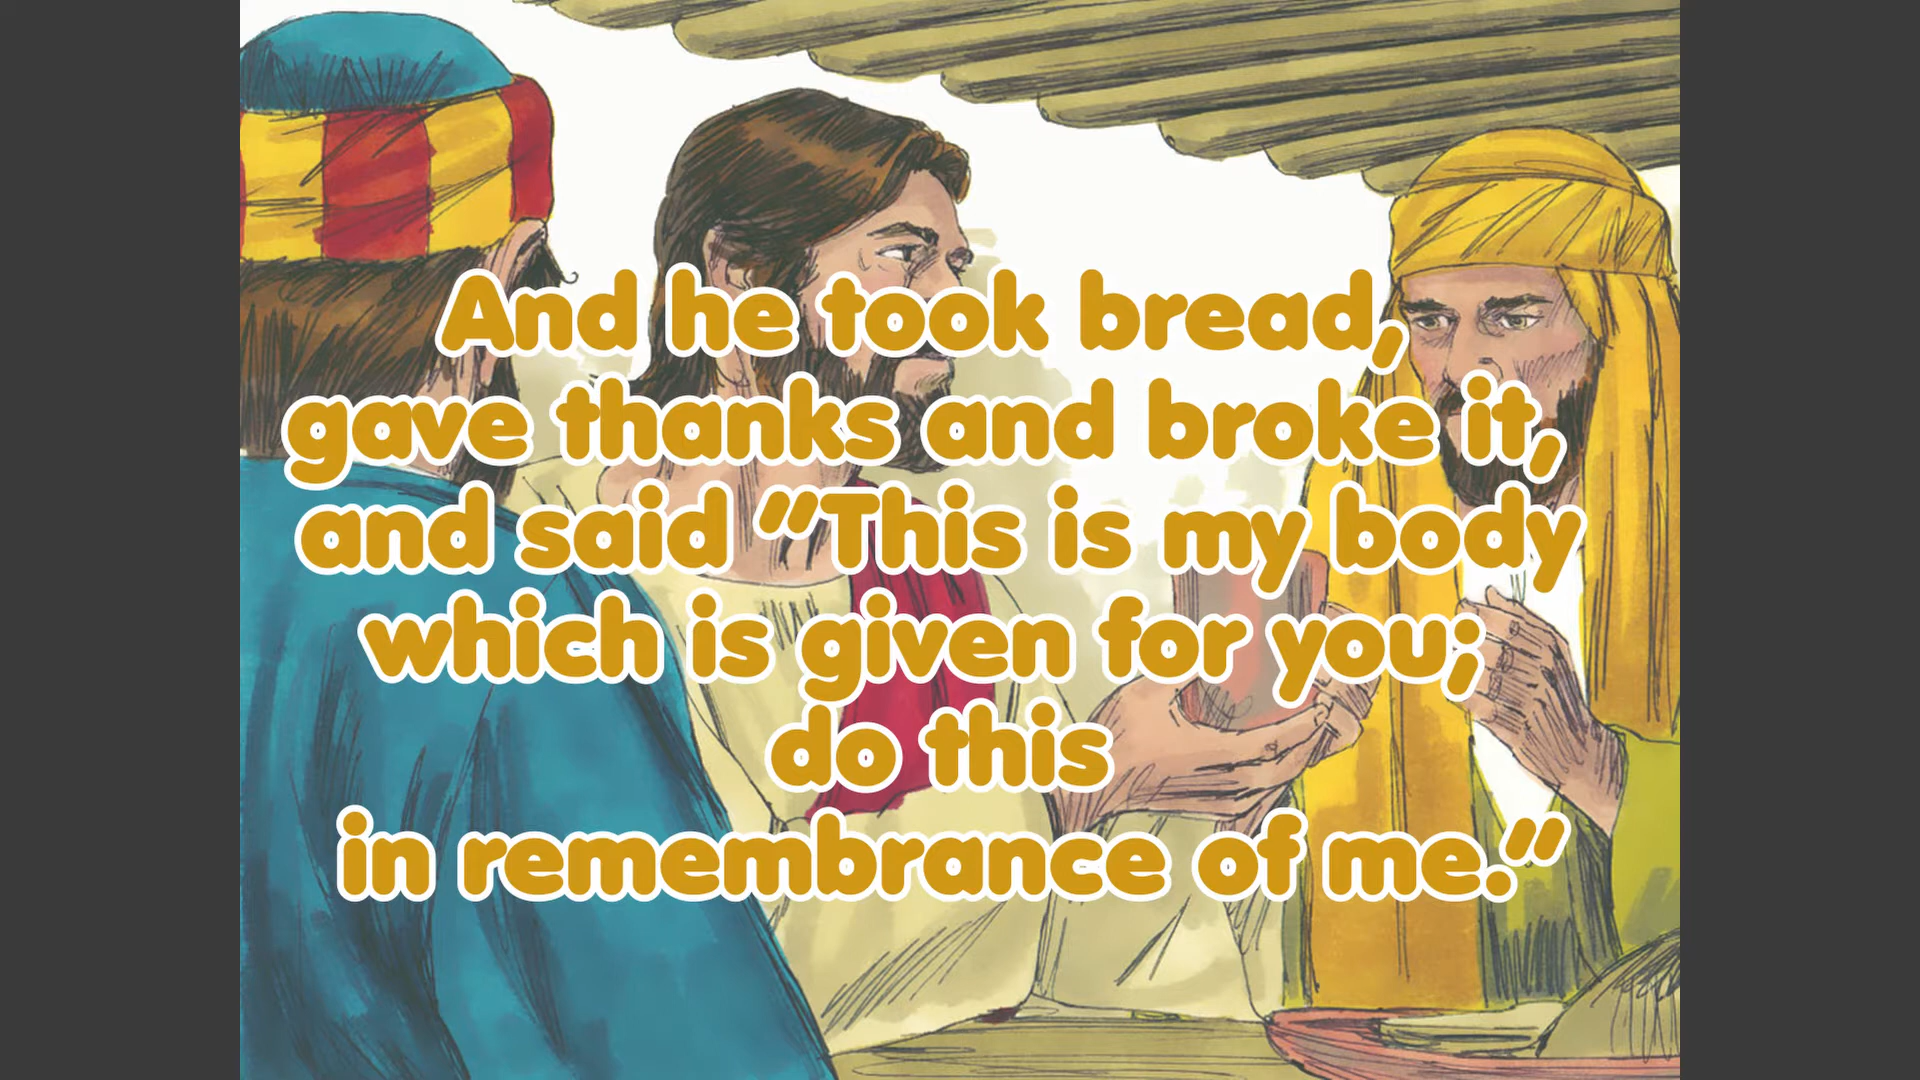 And he took bread,
gave thanks and broke it,
and said "This is my body
which is given for you;
do this
in remembrance of me."